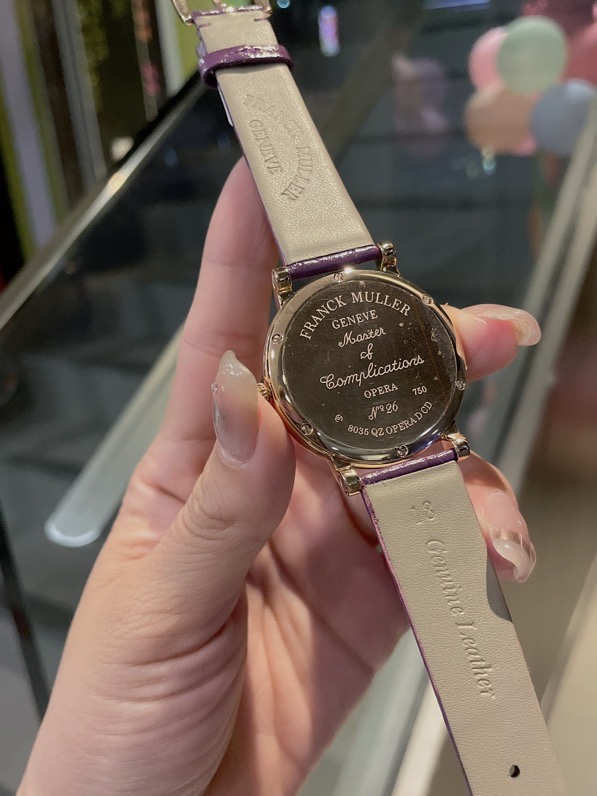 FRANCK MULLER
GENEVE
FRANCK MULLER
GENEVE
Master
of
Complications
OPERA 750
Nº 26
8035 QZ OPERA D CD
Genuine Leather